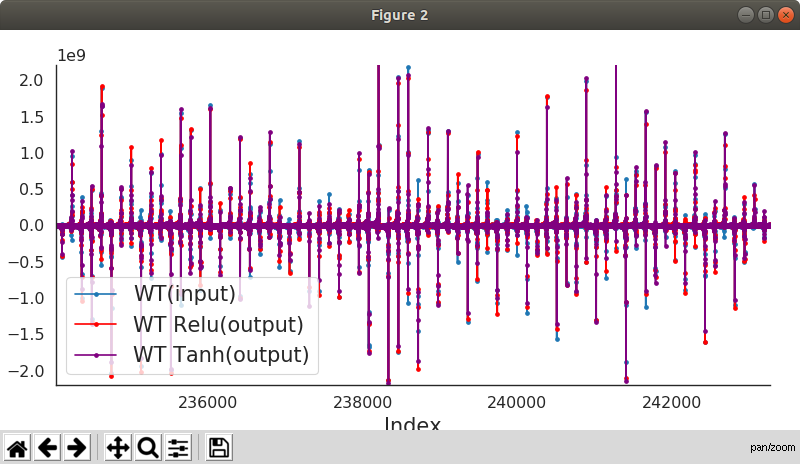 Figure 2
1e9
2.0
1.5
1.0
0.5
0.0
−0.5
−1.0
−1.5
−2.0
WT(input)
WT Relu(output)
WT Tanh(output)
236000 238000 240000 242000
Index
pan/zoom